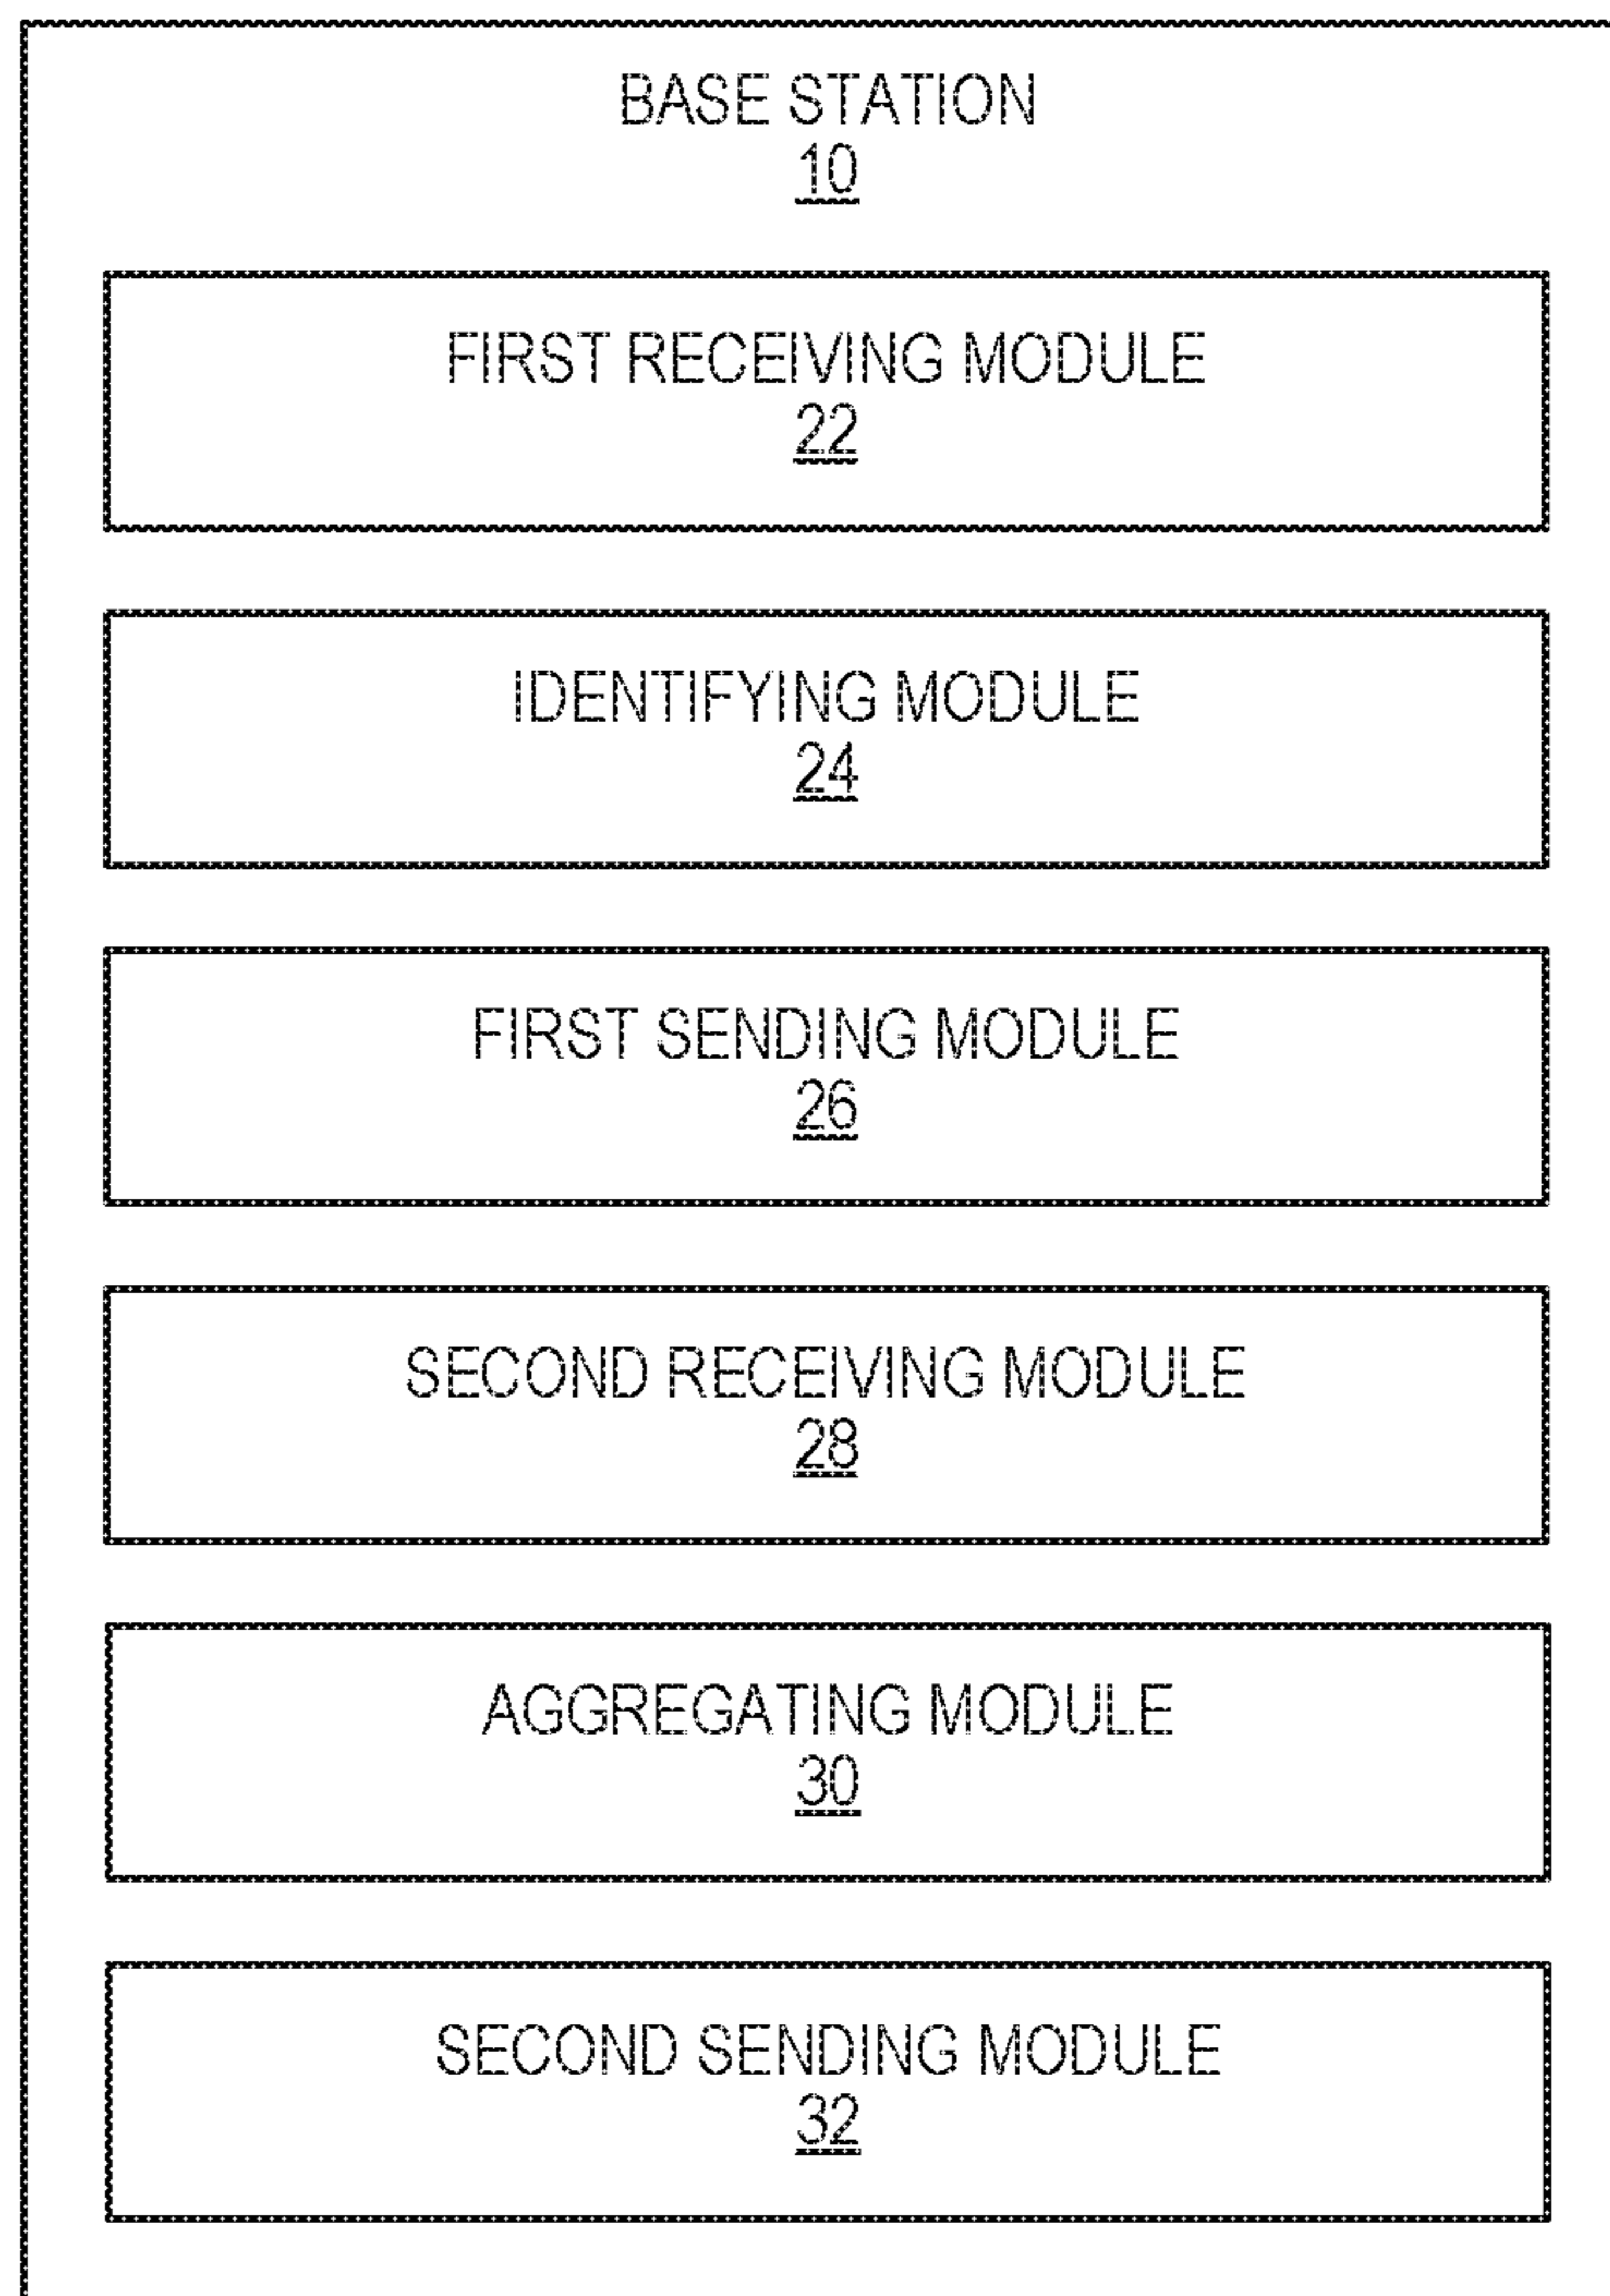 BASE STATION
10
FIRST RECEIVING MODULE
22
IDENTIFYING MODULE
24
FIRST SENDING MODULE
26
SECOND RECEIVING MODULE
28
AGGREGATING MODULE
30
SECOND SENDING MODULE
32